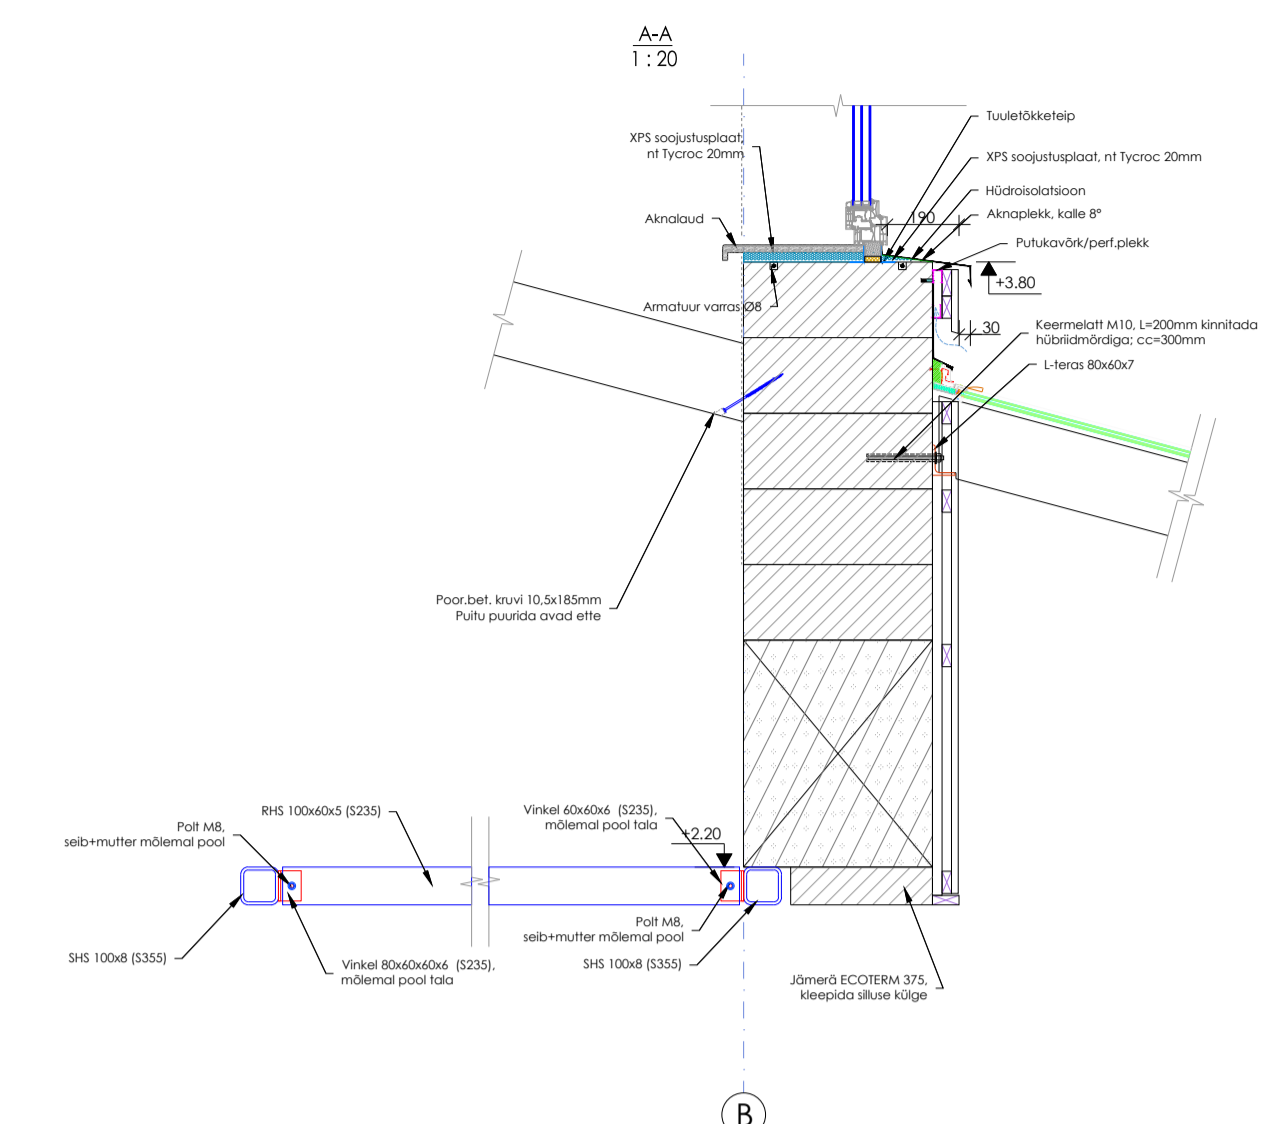 A-A
1 : 20
XPS soojustusplaat,
nt Tycroc 20mm
Tuuletõkketeip
XPS soojustusplaat, nt Tycroc 20mm
Hüdroisolatsioon
Aknalaud
190
Aknaplekk, kalle 8°
Putukavõrk/perf.plekk
+3.80
Armatuur varras Ø8
30
Keermelatt M10, L=200mm kinnitada
hübriidmördiga; cc=300mm
L-teras 80x60x7
Poor.bet. kruvi 10,5x185mm
Puitu puurida avad ette
RHS 100x60x5 (S235)
Vinkel 60x60x6 (S235),
mõlemal pool tala
Polt M8,
seib+mutter mõlemal pool
+2.20
Polt M8,
seib+mutter mõlemal pool
SHS 100x8 (S355)
Vinkel 80x60x60x6 (S235),
mõlemal pool tala
SHS 100x8 (S355)
Jämerä ECOTERM 375,
kleepida silluse külge
B